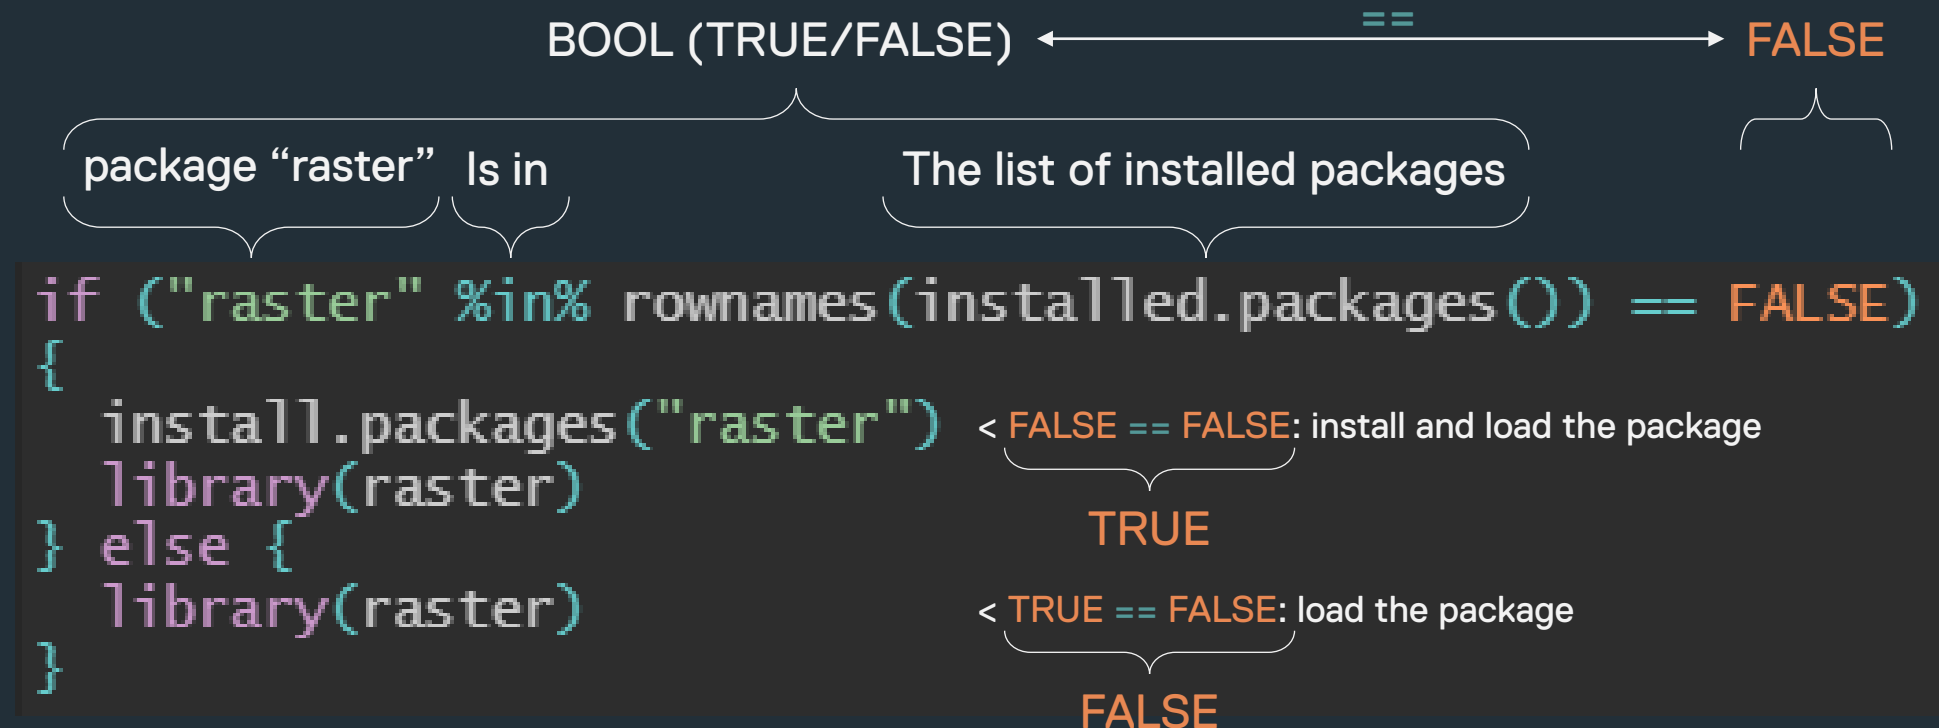 BOOL (TRUE/FALSE) == FALSE
package “raster” Is in The list of installed packages
if ("raster" %in% rownames(installed.packages()) == FALSE)
{
install.packages("raster") < FALSE == FALSE: install and load the package
library(raster)
TRUE
} else {
library(raster) < TRUE == FALSE: load the package
}
FALSE